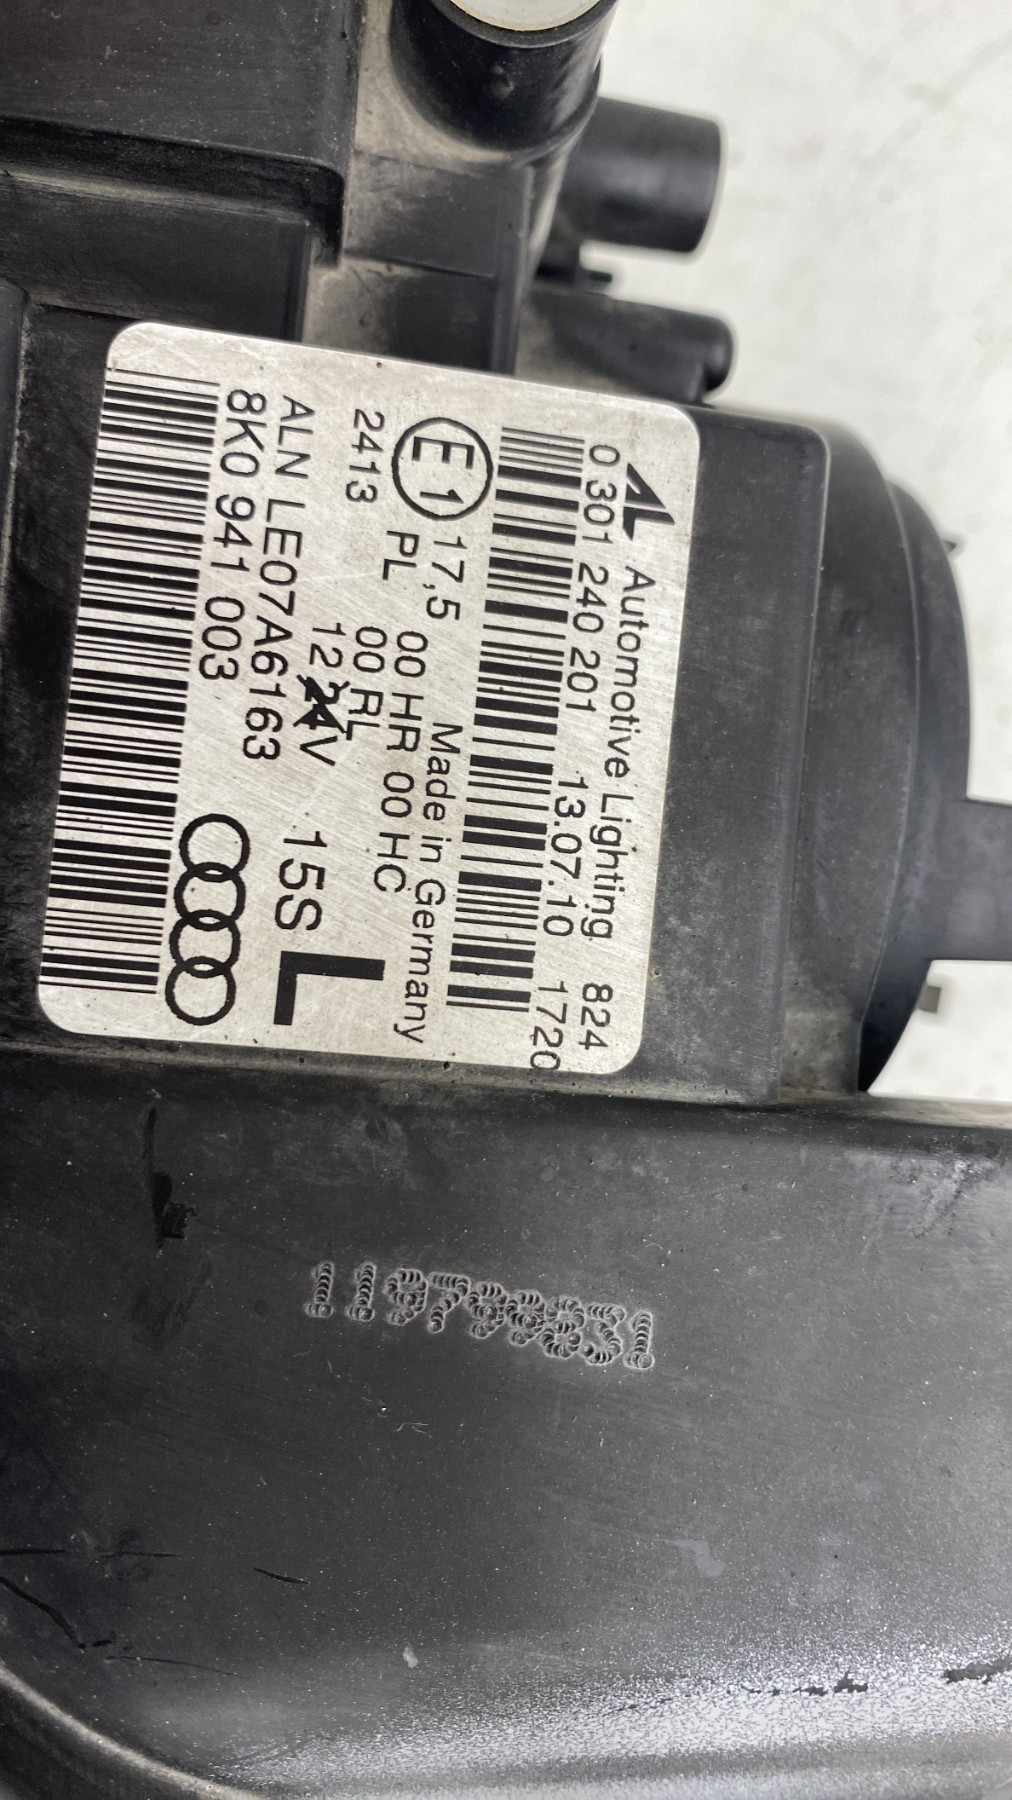 AL Automotive Lighting 824
0 301 240 201 13.07.10 1720
Made in Germany
E1 17,5 00 HR 00 HC
PL 00 RL
2413 12 24V
ALN LE07A6163 15S L
8K0 941 003
119799831